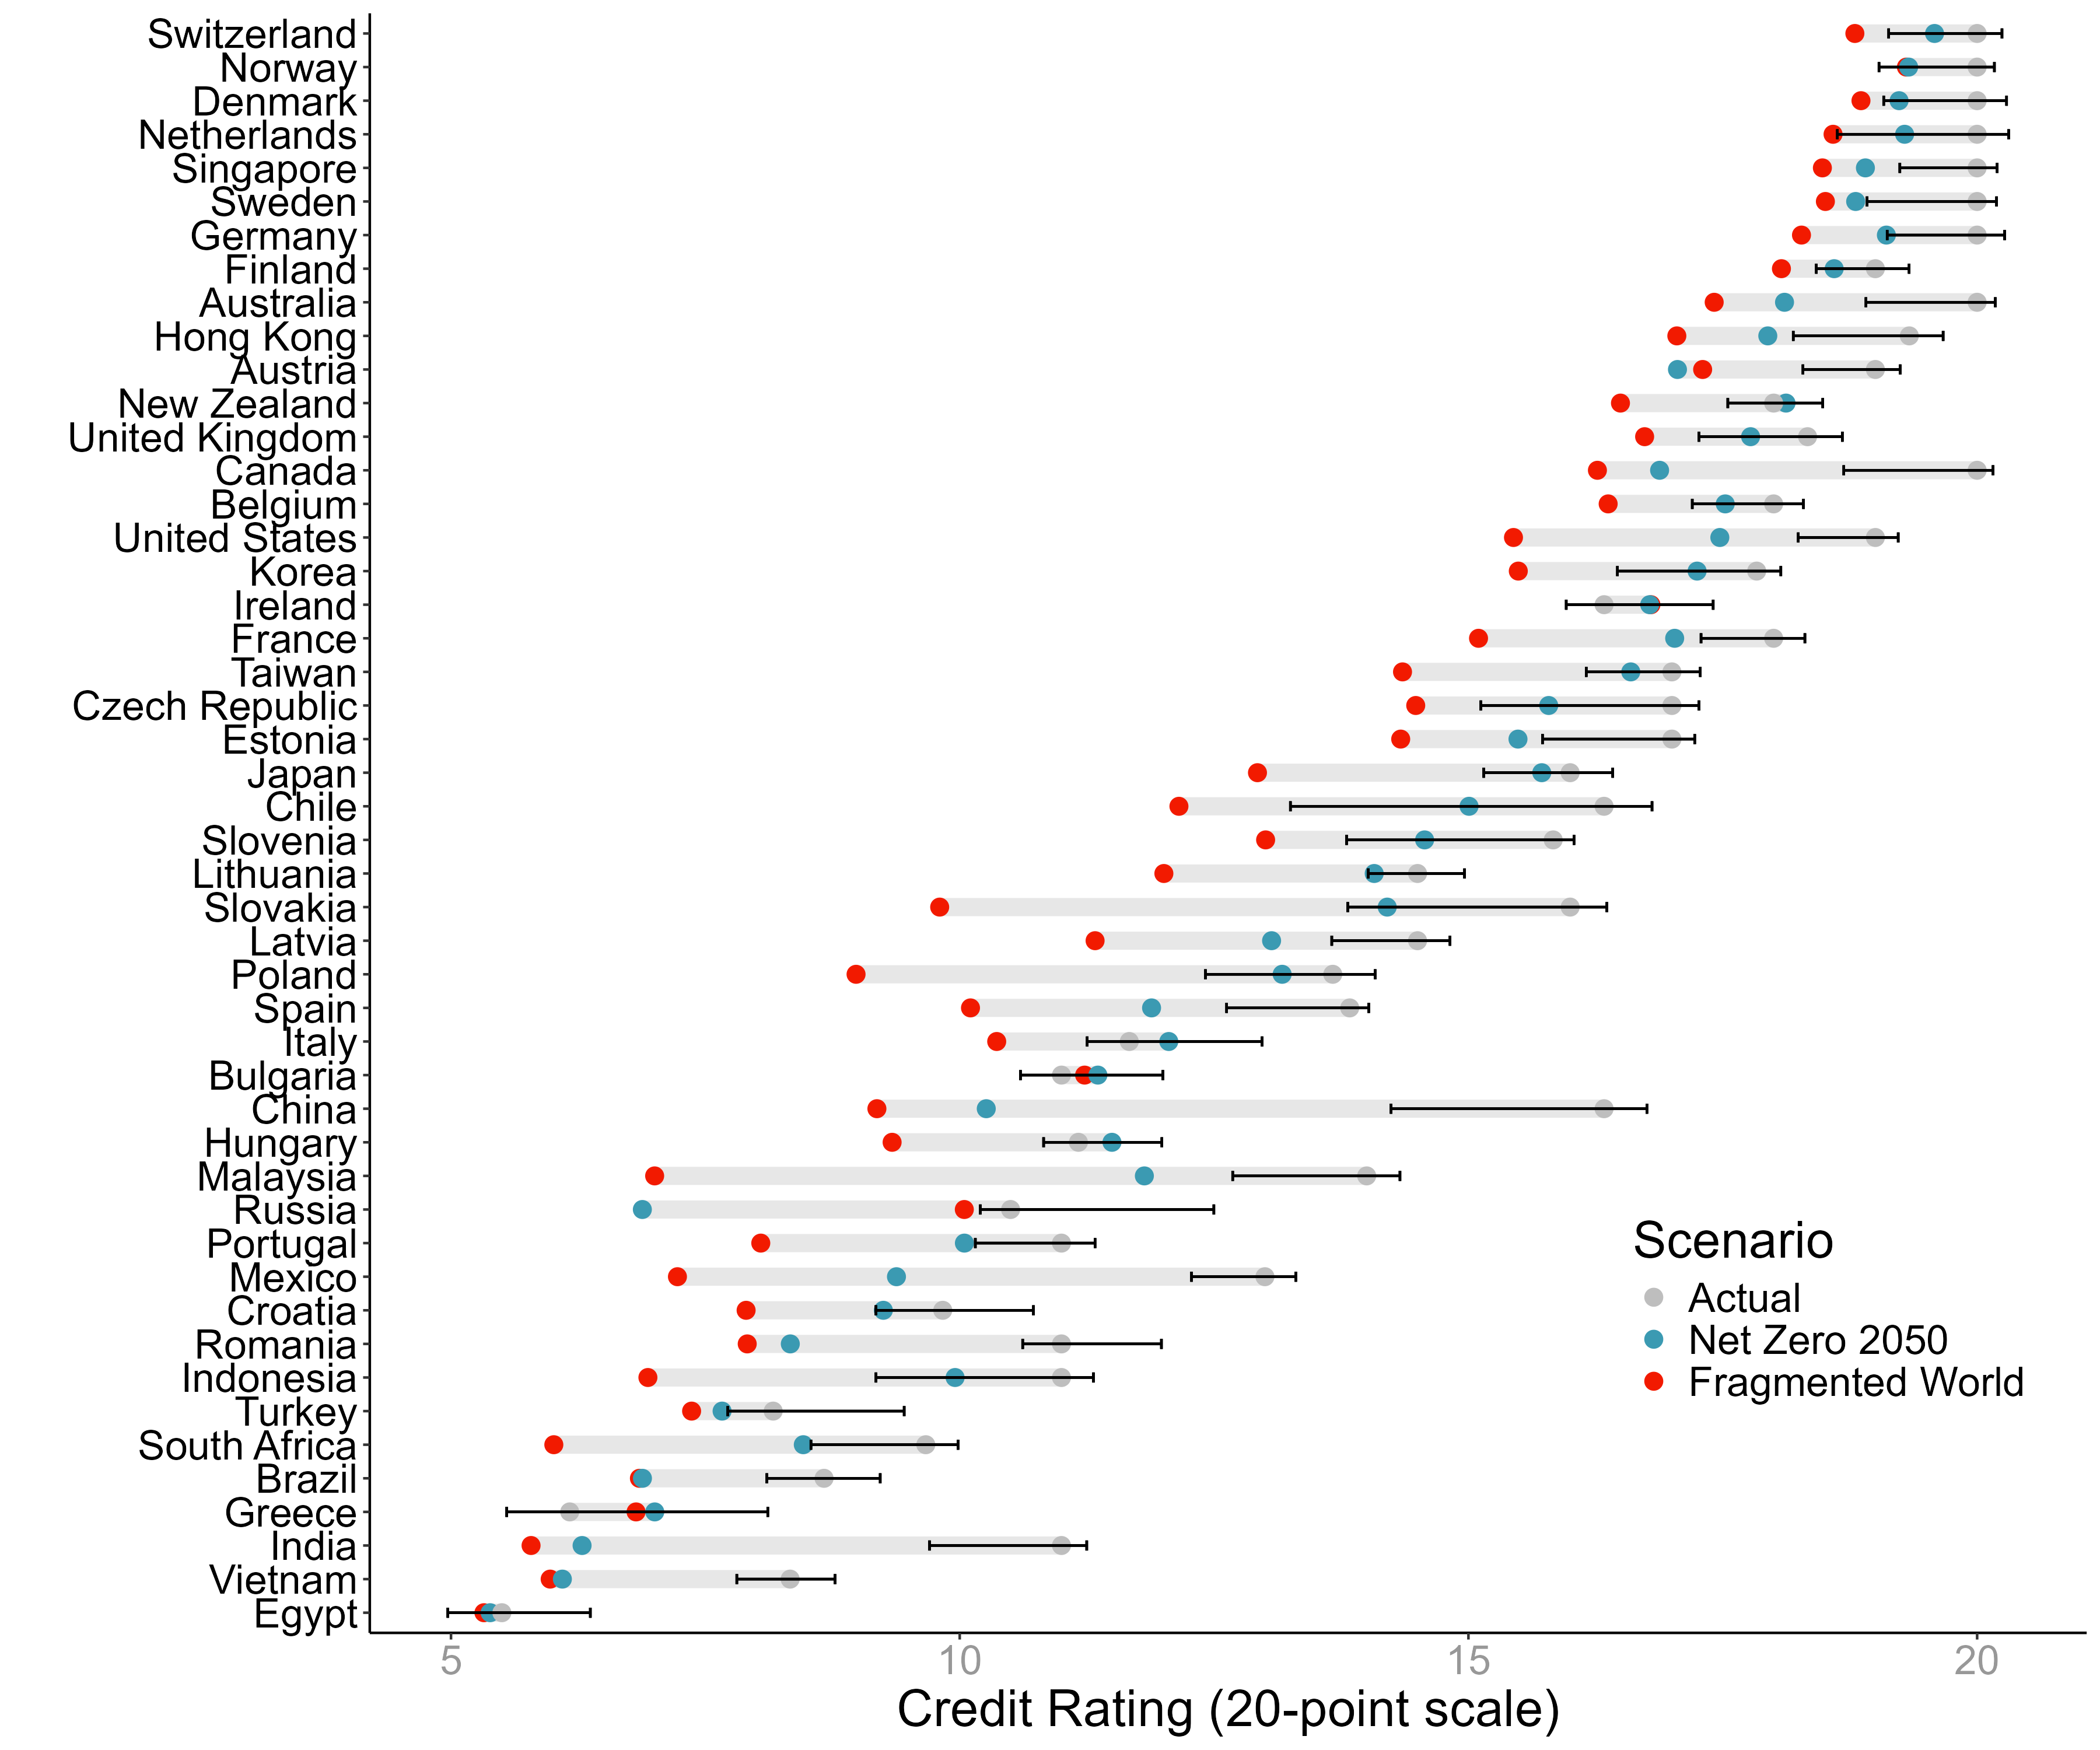 Switzerland
Norway
Denmark
Netherlands
Singapore
Sweden
Germany
Finland
Australia
Hong Kong
Austria
New Zealand
United Kingdom
Canada
Belgium
United States
Korea
Ireland
France
Taiwan
Czech Republic
Estonia
Japan
Chile
Slovenia
Lithuania
Slovakia
Latvia
Poland
Spain
Italy
Bulgaria
China
Hungary
Malaysia
Russia
Portugal
Mexico
Croatia
Romania
Indonesia
Turkey
South Africa
Brazil
Greece
India
Vietnam
Egypt
Scenario
Actual
Net Zero 2050
Fragmented World
5 10 15 20
Credit Rating (20-point scale)